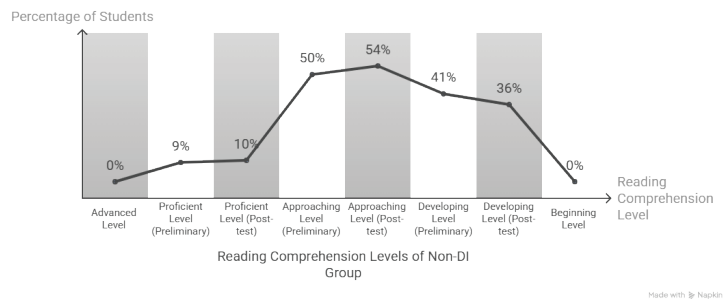 Percentage of Students
0%
9%
10%
50%
54%
41%
36%
0%
Reading
Comprehension
Level
Advanced
Level
Proficient
Level
(Preliminary)
Proficient
Level (Post-
test)
Approaching
Level
(Preliminary)
Approaching
Level (Post-
test)
Developing
Level
(Preliminary)
Developing
Level (Post-
test)
Beginning
Level
Reading Comprehension Levels of Non-DI
Group
Made with Napkin